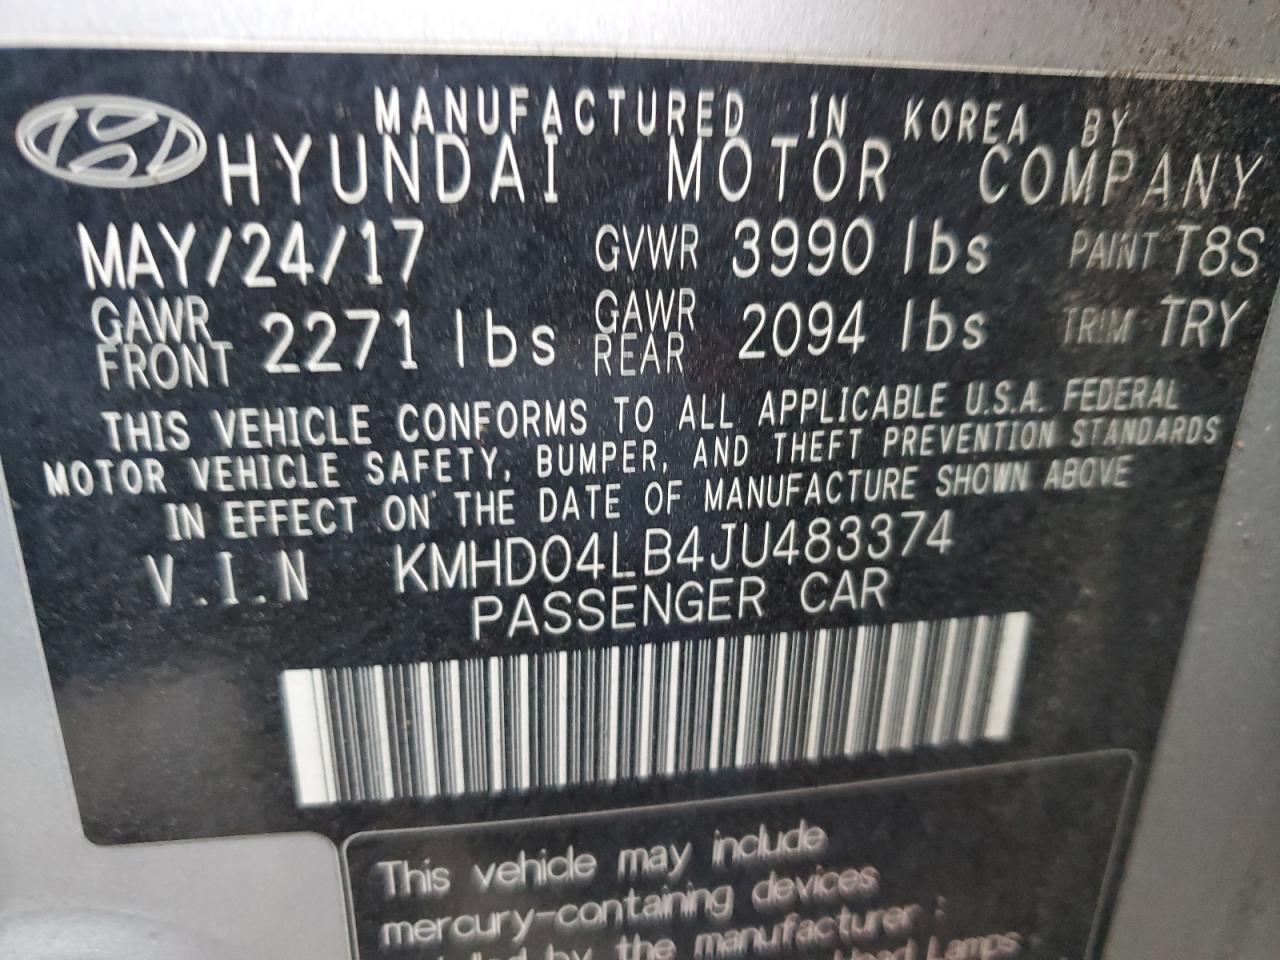 MANUFACTURED IN KOREA BY
HYUNDAI MOTOR COMPANY
MAY/24/17 GVWR 3990 lbs PAINT T8S
GAWR FRONT 2271 lbs GAWR REAR 2094 lbs TRIM TRY
THIS VEHICLE CONFORMS TO ALL APPLICABLE U.S.A. FEDERAL
MOTOR VEHICLE SAFETY, BUMPER, AND THEFT PREVENTION STANDARDS
IN EFFECT ON THE DATE OF MANUFACTURE SHOWN ABOVE
V.I.N KMHD04LB4JU483374
PASSENGER CAR
This vehicle may include
mercury-containing devices
by the manufacturer :
Head Lamps